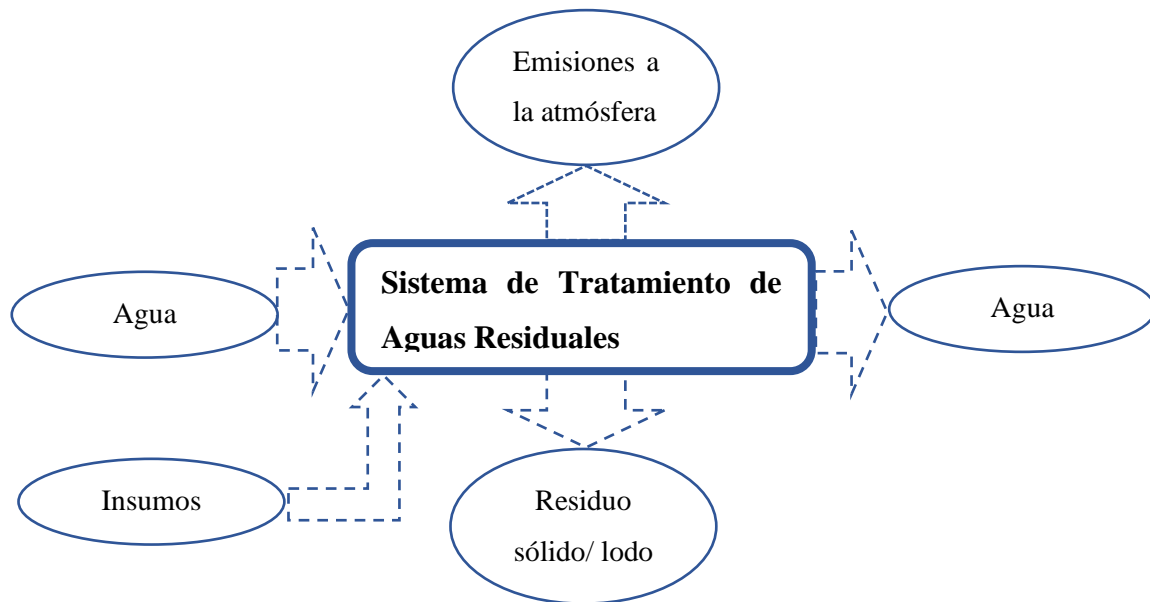 Emisiones a
la atmósfera
Sistema de Tratamiento de
Aguas Residuales
Agua
Agua
Insumos
Residuo
sólido/ lodo